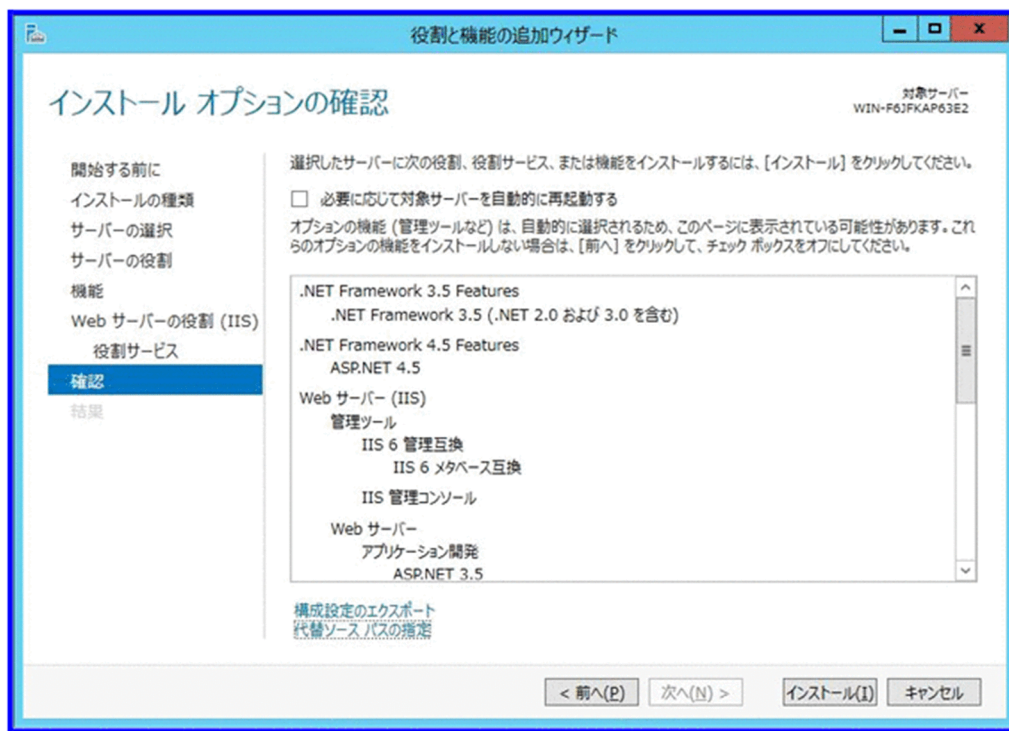 役割と機能の追加ウィザード
インストール オプションの確認
対象サーバー
WIN-F6JFKAP63E2
開始する前に
インストールの種類
サーバーの選択
サーバーの役割
機能
Web サーバーの役割 (IIS)
役割サービス
確認
結果
選択したサーバーに次の役割、役割サービス、または機能をインストールするには、[インストール] をクリックしてください。
必要に応じて対象サーバーを自動的に再起動する
オプションの機能 (管理ツールなど) は、自動的に選択されるため、このページに表示されている可能性があります。これ
らのオプションの機能をインストールしない場合は、[前へ] をクリックして、チェック ボックスをオフにしてください。
.NET Framework 3.5 Features
.NET Framework 3.5 (.NET 2.0 および 3.0 を含む)
.NET Framework 4.5 Features
ASP.NET 4.5
Web サーバー (IIS)
管理ツール
IIS 6 管理互換
IIS 6 メタベース互換
IIS 管理コンソール
Web サーバー
アプリケーション開発
ASP.NET 3.5
構成設定のエクスポート
代替ソース パスの指定
< 前へ(P)
次へ(N) >
インストール(I)
キャンセル